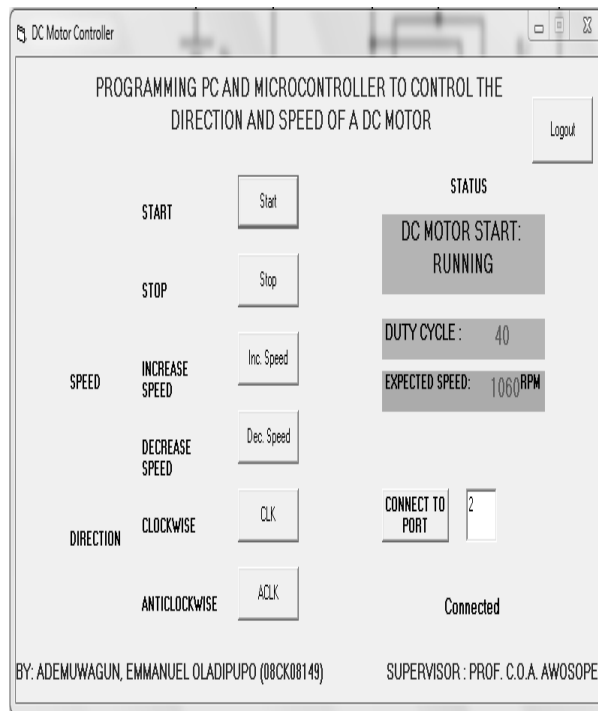 DC Motor Controller
PROGRAMMING PC AND MICROCONTROLLER TO CONTROL THE
DIRECTION AND SPEED OF A DC MOTOR
Logout
START
Start
STOP
Stop
SPEED
INCREASE
SPEED
Inc. Speed
DECREASE
SPEED
Dec. Speed
DIRECTION
CLOCKWISE
CLK
ANTICLOCKWISE
ACLK
STATUS
DC MOTOR START:
RUNNING
DUTY CYCLE : 40
EXPECTED SPEED: 1060 RPM
CONNECT TO
PORT
2
Connected
BY: ADEMUWAGUN, EMMANUEL OLADIPUPO (08CK08149)
SUPERVISOR : PROF. C.O.A. AWOSOPE